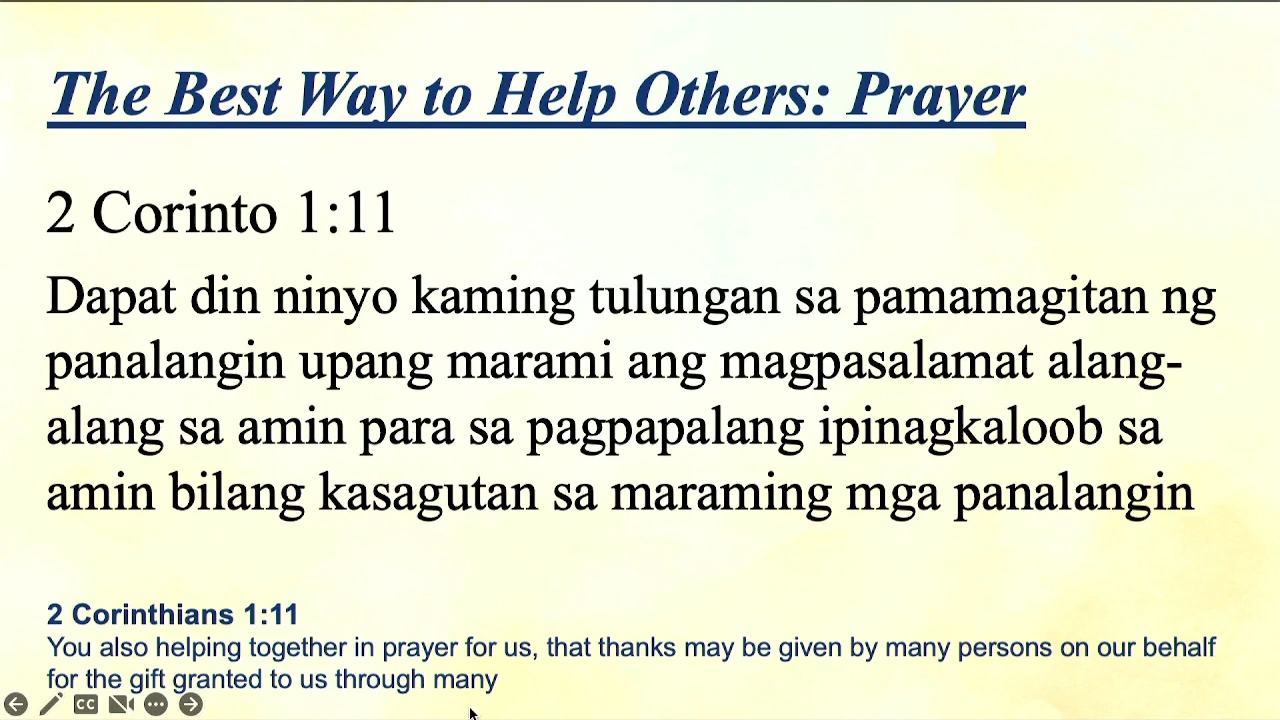 The Best Way to Help Others: Prayer
2 Corinto 1:11
Dapat din ninyo kaming tulungan sa pamamagitan ng
panalangin upang marami ang magpasalamat alang-
alang sa amin para sa pagpapalang ipinagkaloob sa
amin bilang kasagutan sa maraming mga panalangin
2 Corinthians 1:11
You also helping together in prayer for us, that thanks may be given by many persons on our behalf
for the gift granted to us through many
CC